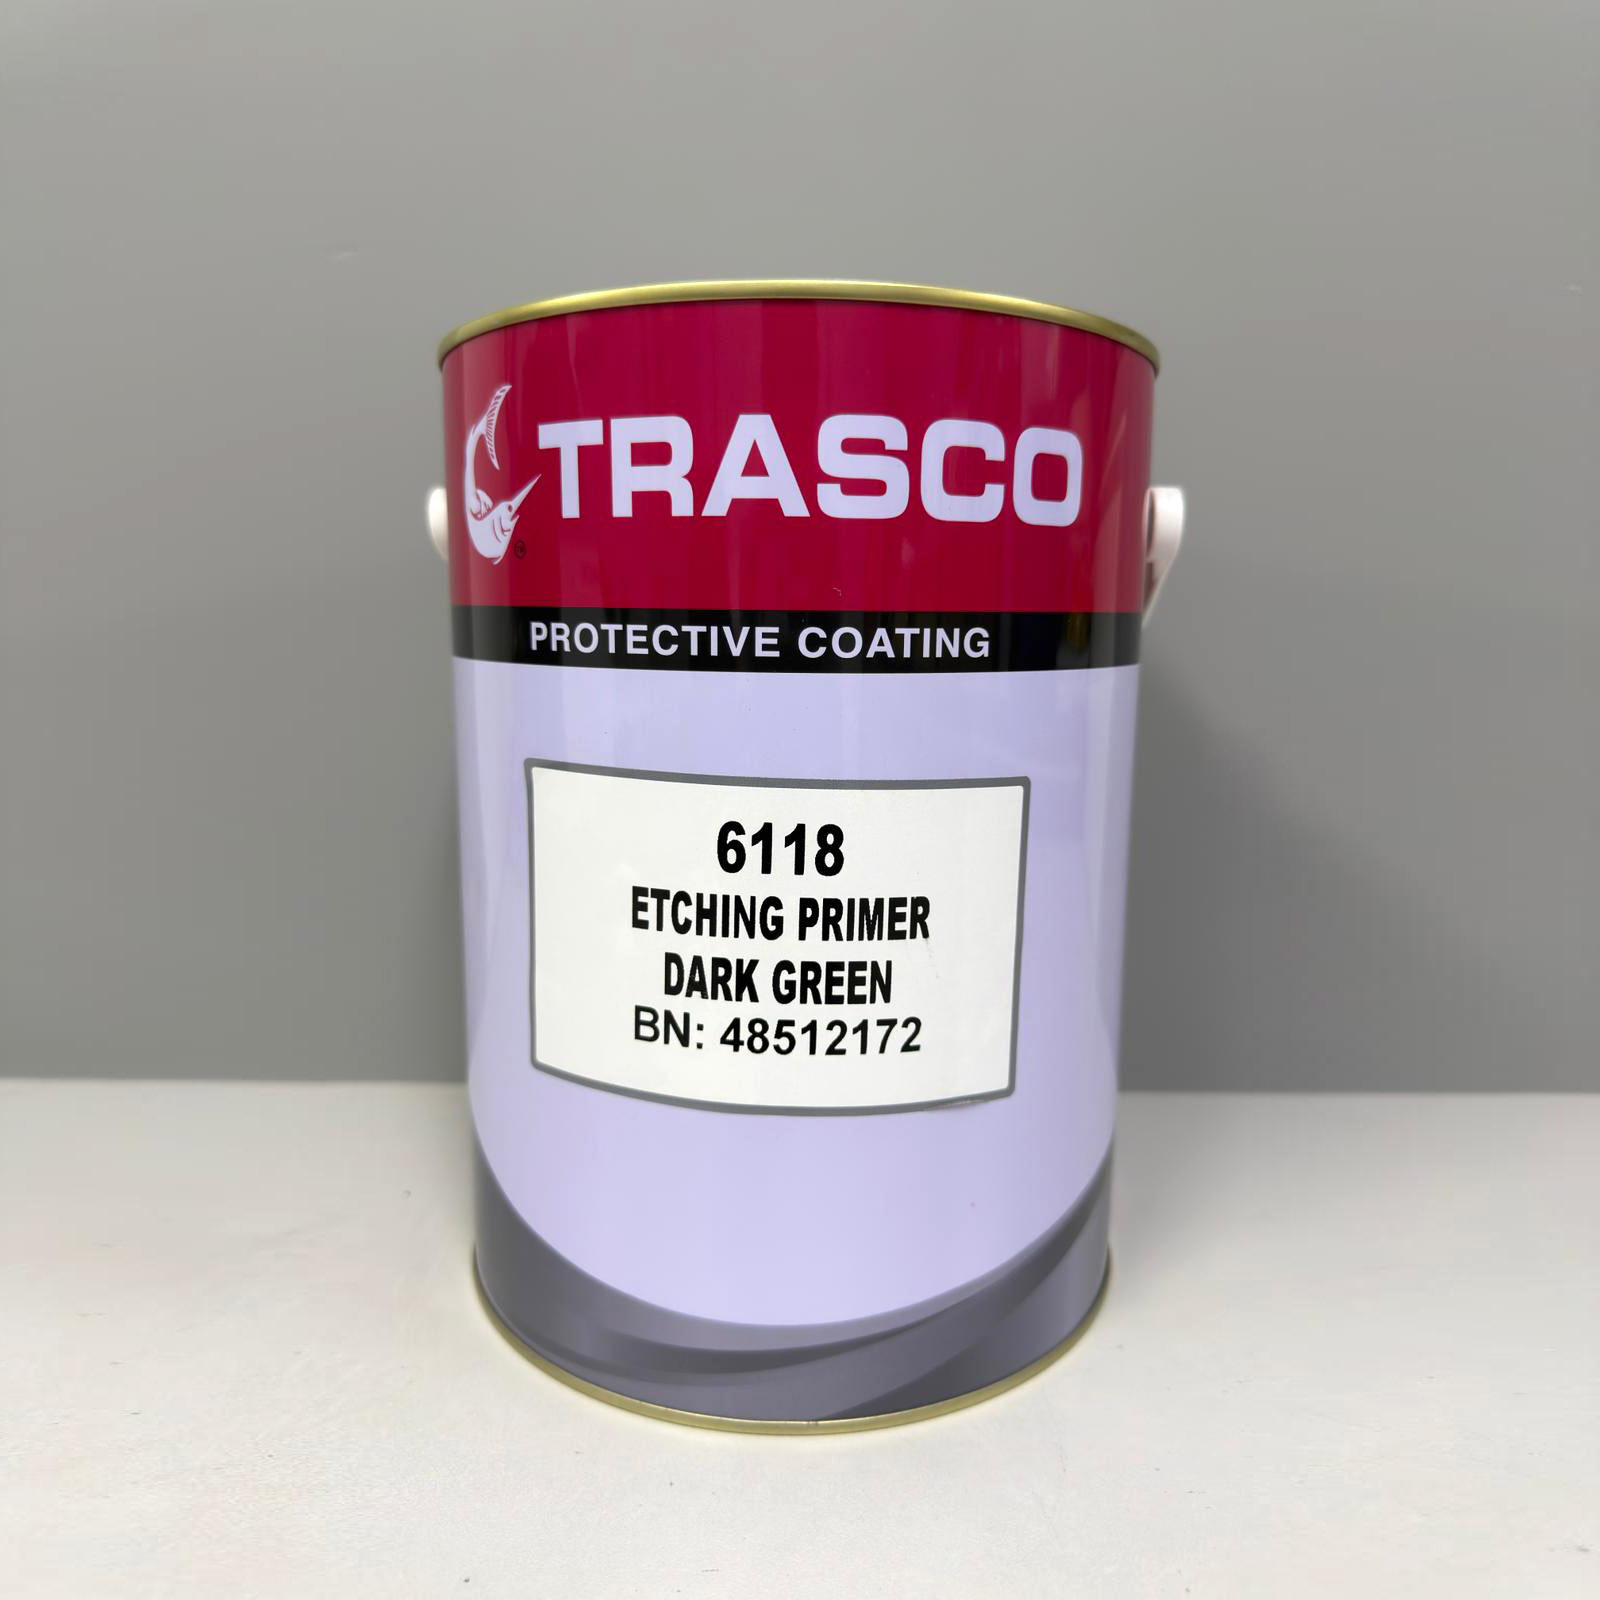 TRASCO
PROTECTIVE COATING
6118
ETCHING PRIMER
DARK GREEN
BN: 48512172